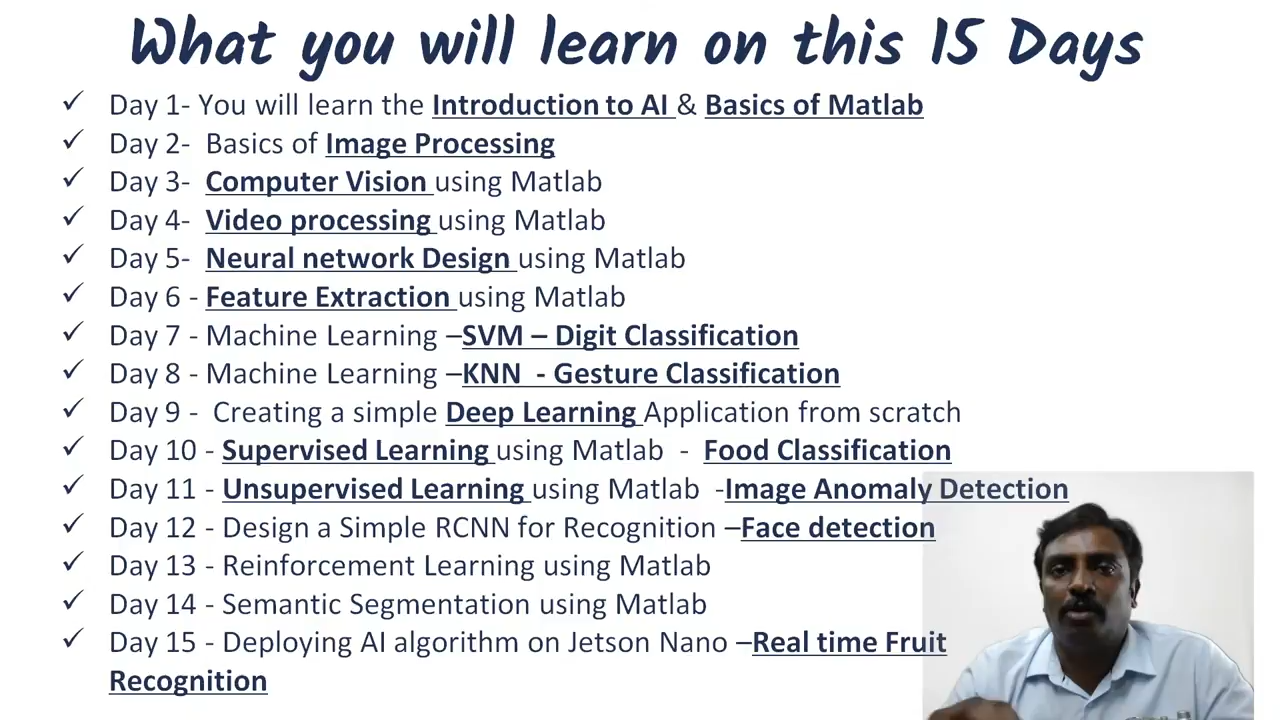 What you will learn on this 15 Days
✓ Day 1- You will learn the Introduction to AI & Basics of Matlab
✓ Day 2- Basics of Image Processing
✓ Day 3- Computer Vision using Matlab
✓ Day 4- Video processing using Matlab
✓ Day 5- Neural network Design using Matlab
✓ Day 6 - Feature Extraction using Matlab
✓ Day 7 - Machine Learning –SVM – Digit Classification
✓ Day 8 - Machine Learning –KNN - Gesture Classification
✓ Day 9 - Creating a simple Deep Learning Application from scratch
✓ Day 10 - Supervised Learning using Matlab - Food Classification
✓ Day 11 - Unsupervised Learning using Matlab -Image Anomaly Detection
✓ Day 12 - Design a Simple RCNN for Recognition –Face detection
✓ Day 13 - Reinforcement Learning using Matlab
✓ Day 14 - Semantic Segmentation using Matlab
✓ Day 15 - Deploying AI algorithm on Jetson Nano –Real time Fruit
Recognition